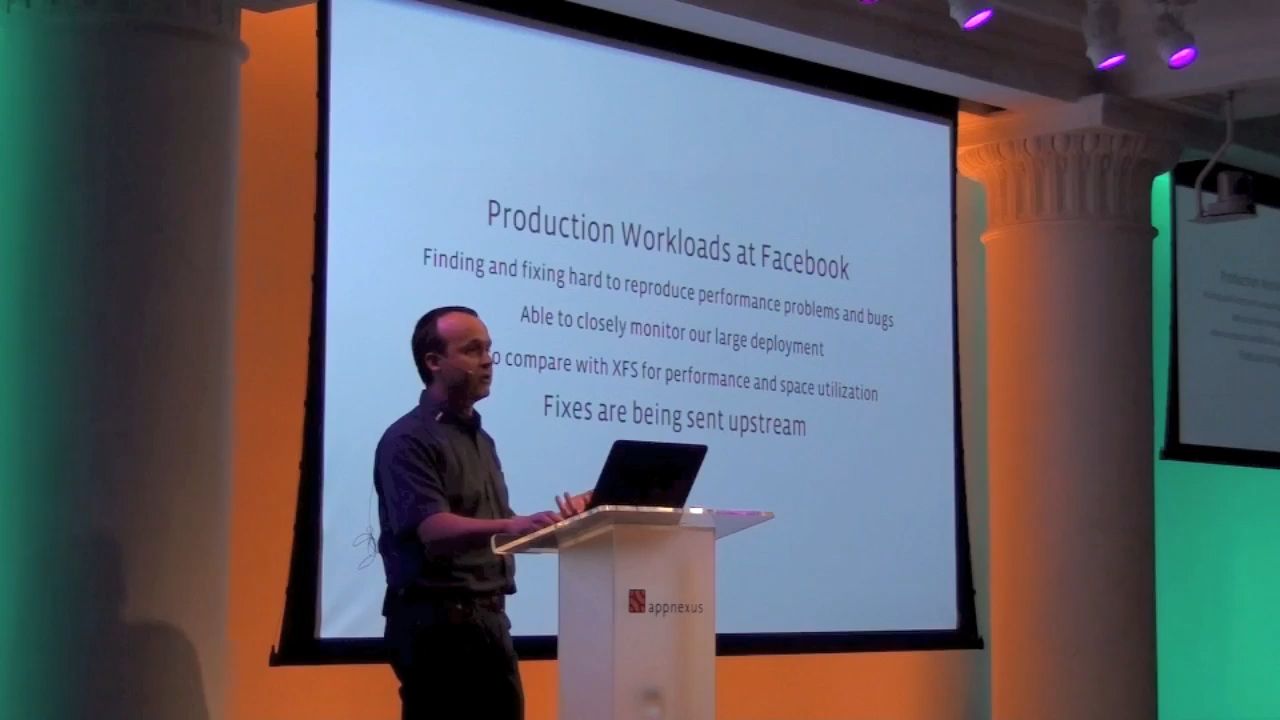 Production Workloads at Facebook
Finding and fixing hard to reproduce performance problems and bugs
Able to closely monitor our large deployment
compare with XFS for performance and space utilization
Fixes are being sent upstream
appnexus